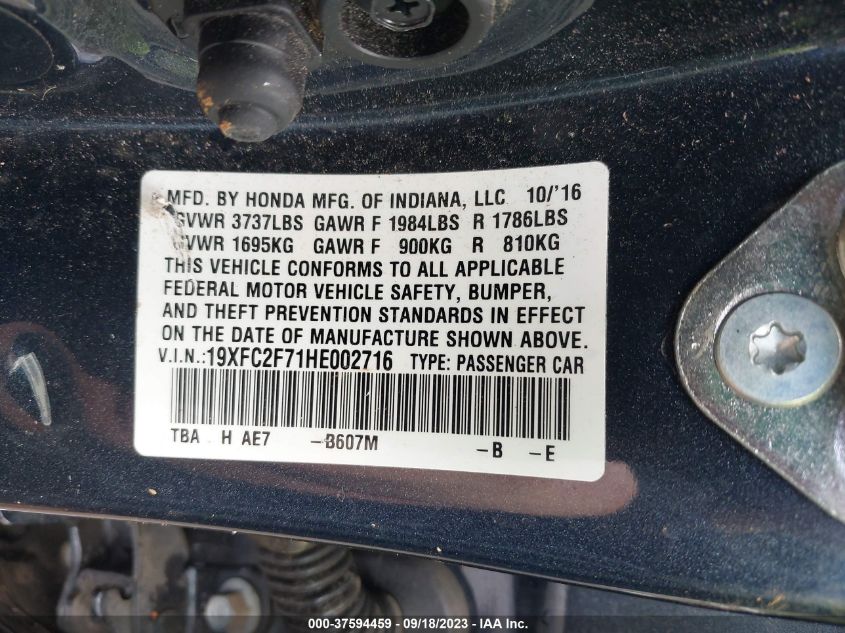 MFD. BY HONDA MFG. OF INDIANA, LLC 10/'16
GVWR 3737LBS GAWR F 1984LBS R 1786LBS
GVWR 1695KG GAWR F 900KG R 810KG
THIS VEHICLE CONFORMS TO ALL APPLICABLE
FEDERAL MOTOR VEHICLE SAFETY, BUMPER,
AND THEFT PREVENTION STANDARDS IN EFFECT
ON THE DATE OF MANUFACTURE SHOWN ABOVE.
V.I.N.:19XFC2F71HE002716 TYPE: PASSENGER CAR
TBA H AE7 -B607M -B -E
000-37594459 - 09/18/2023 - IAA Inc.